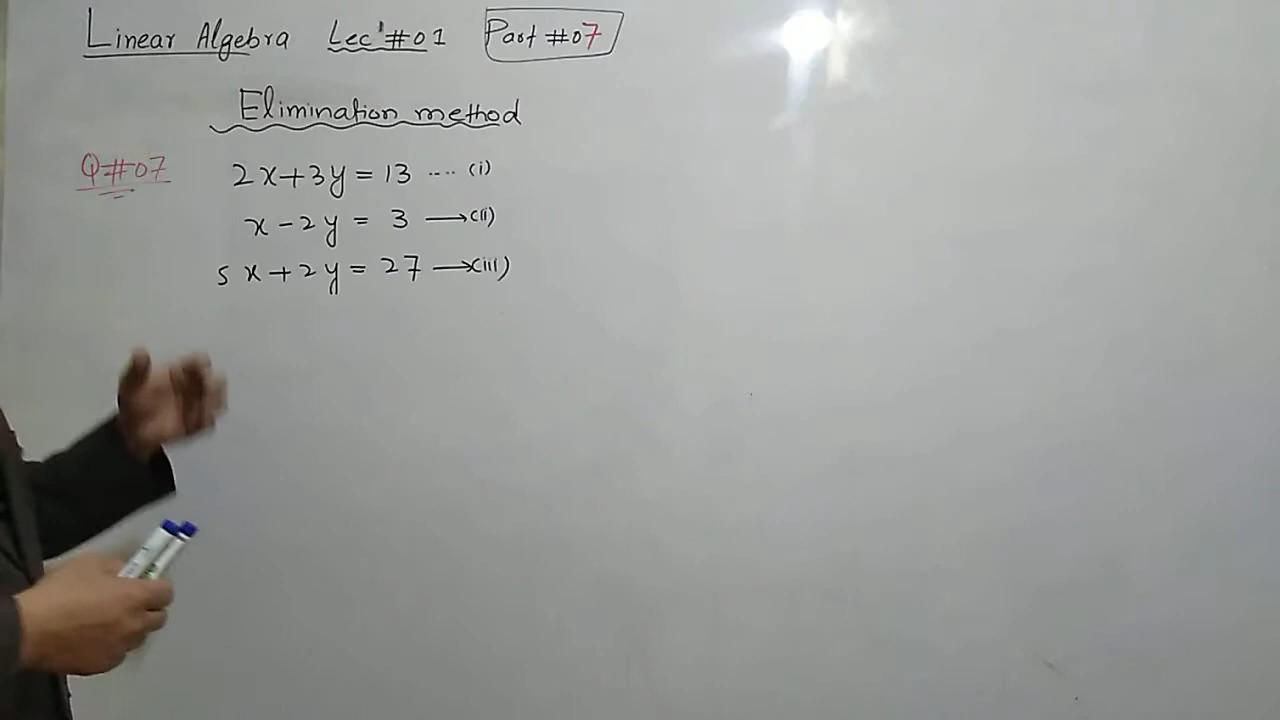 Linear Algebra Lec'#01 Part #07
Elimination method
Q#07 2x+3y=13 ---- (i)
x-2y = 3 →(ii)
5x+2y=27 →(iii)